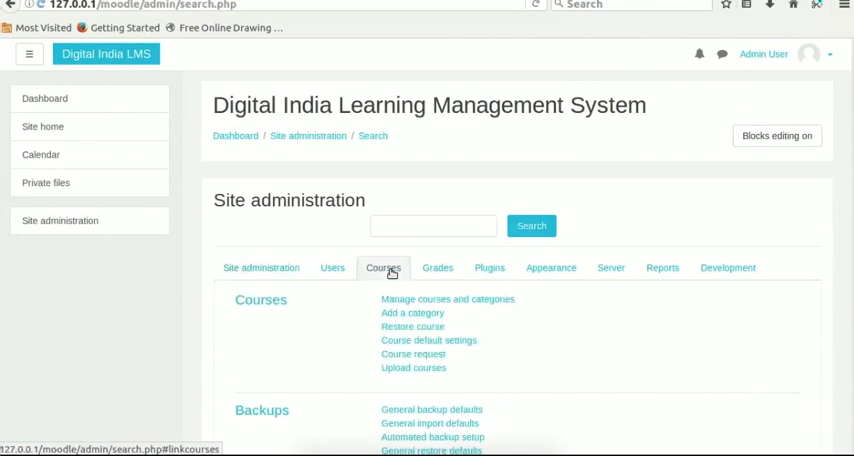 127.0.0.1/moodle/admin/search.php
Search
Most Visited Getting Started Free Online Drawing ...
Digital India LMS
Admin User
Dashboard
Site home
Calendar
Private files
Site administration
Digital India Learning Management System
Dashboard / Site administration / Search
Blocks editing on
Site administration
Search
Site administration Users Courses Grades Plugins Appearance Server Reports Development
Courses
Manage courses and categories
Add a category
Restore course
Course default settings
Course request
Upload courses
Backups
General backup defaults
General import defaults
Automated backup setup
General restore defaults
127.0.0.1/moodle/admin/search.php#linkcourses